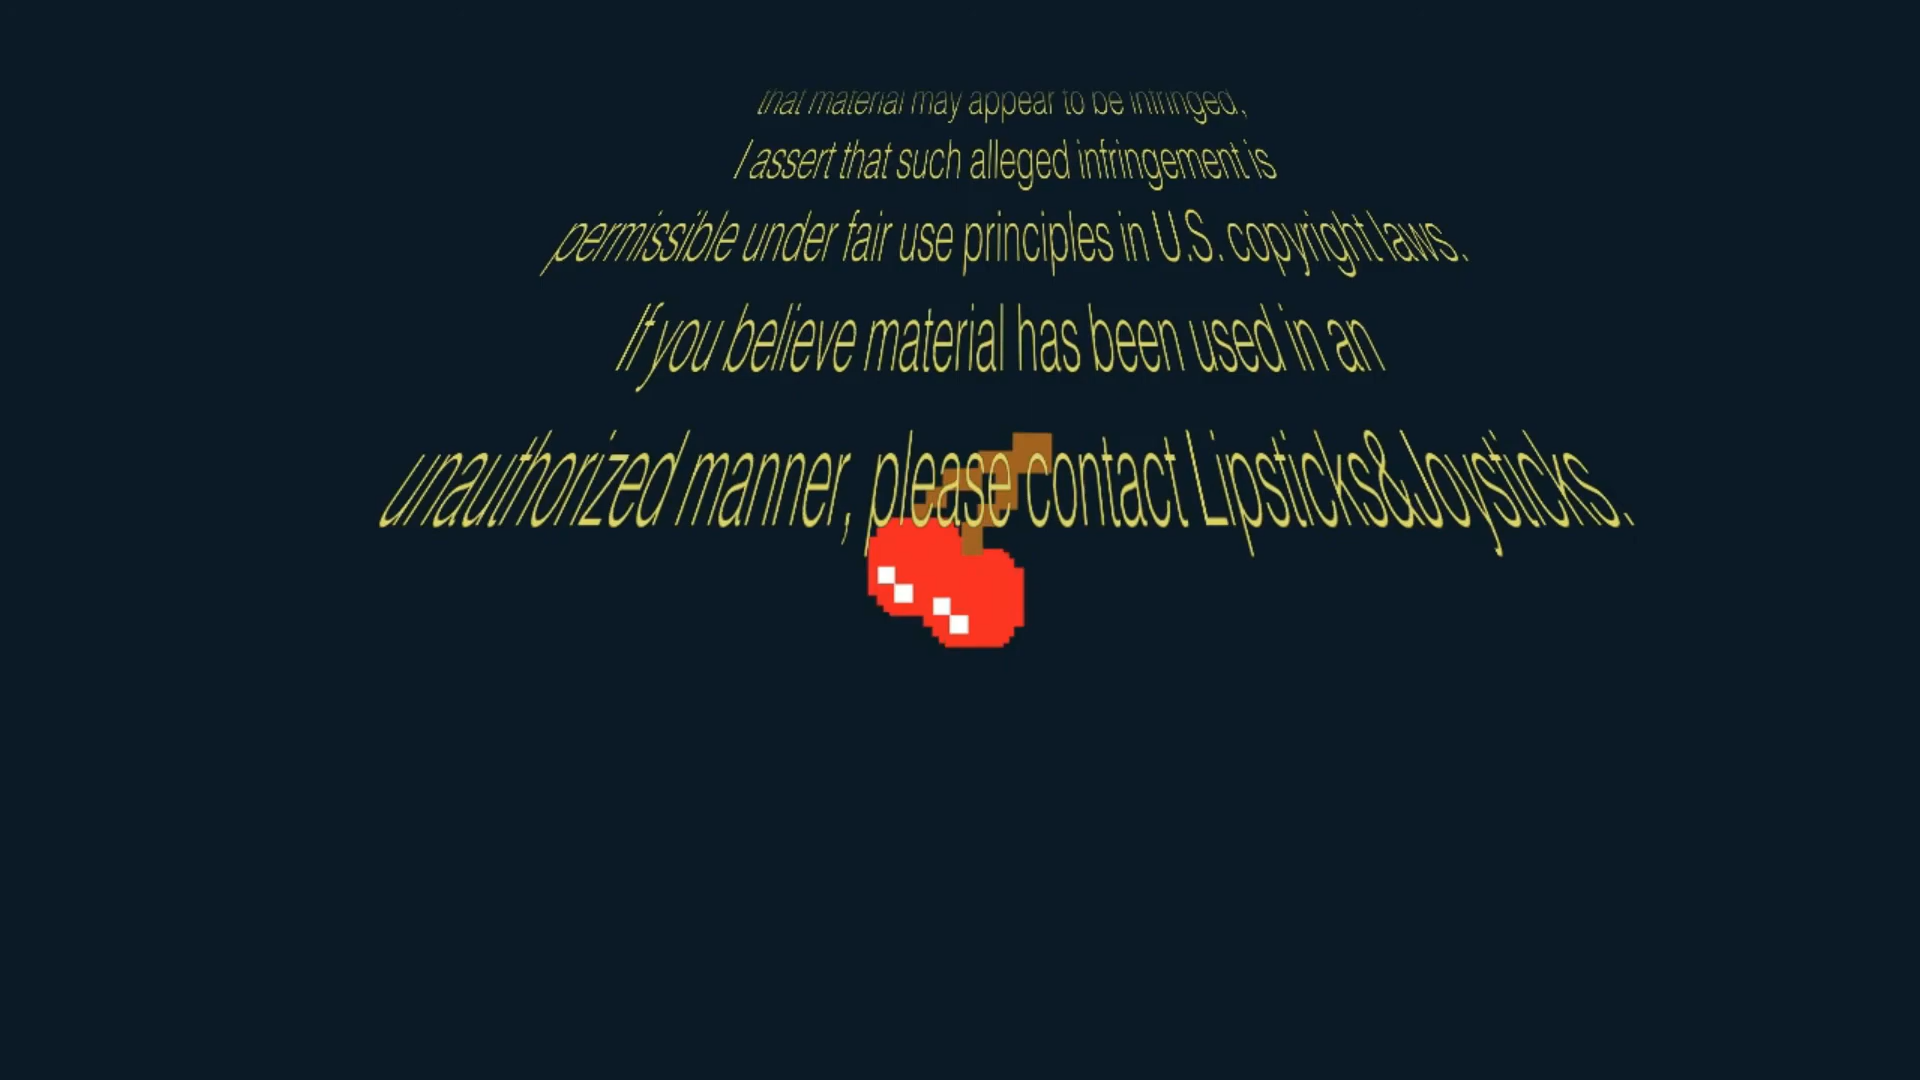 that material may appear to be infringed,
I assert that such alleged infringement is
permissible under fair use principles in U.S. copyright laws.
If you believe material has been used in an
unauthorized manner, please contact Lipsticks&Joysticks.